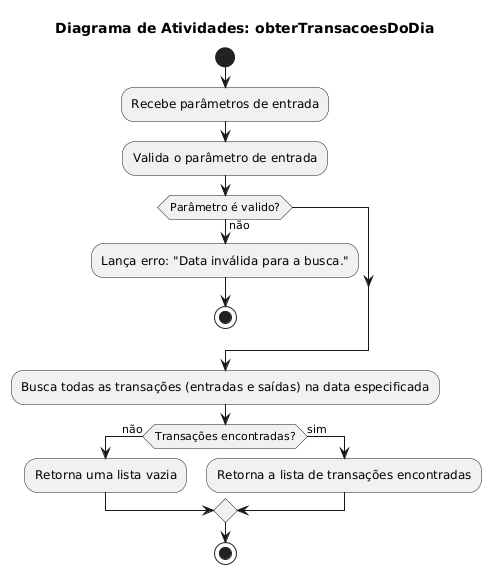 Diagrama de Atividades: obterTransacoesDoDia
Recebe parâmetros de entrada
Valida o parâmetro de entrada
Parâmetro é valido?
não
Lança erro: "Data inválida para a busca."
Busca todas as transações (entradas e saídas) na data especificada
não
Transações encontradas?
sim
Retorna uma lista vazia
Retorna a lista de transações encontradas